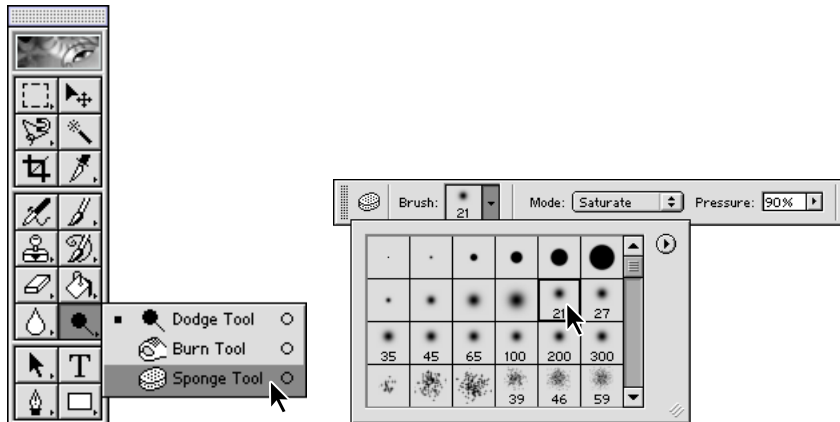 Brush: 21 Mode: Saturate Pressure: 90%
21 27
35 45 65 100 200 300
39 46 59
T
Dodge Tool O
Burn Tool O
Sponge Tool O